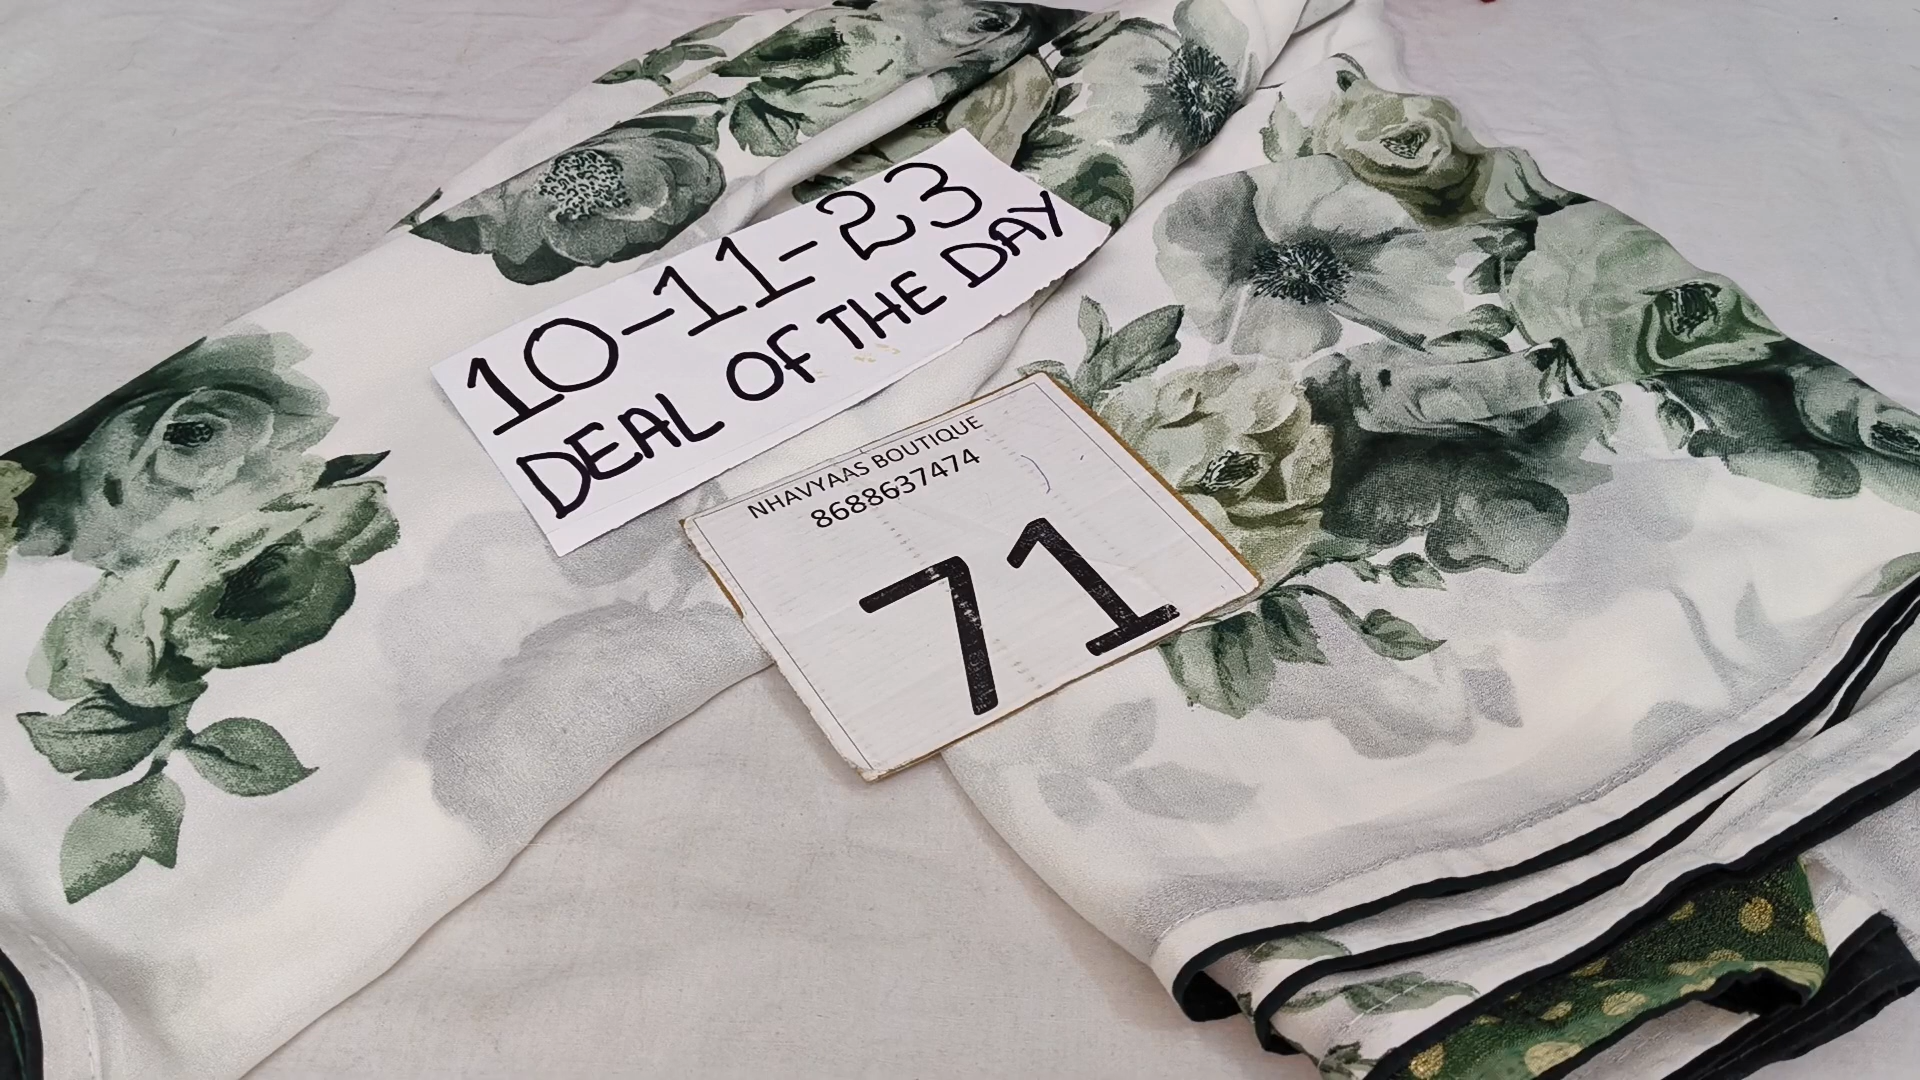 10-11-23
DEAL OF THE DAY
NHAVYAAS BOUTIQUE
8688637474
71